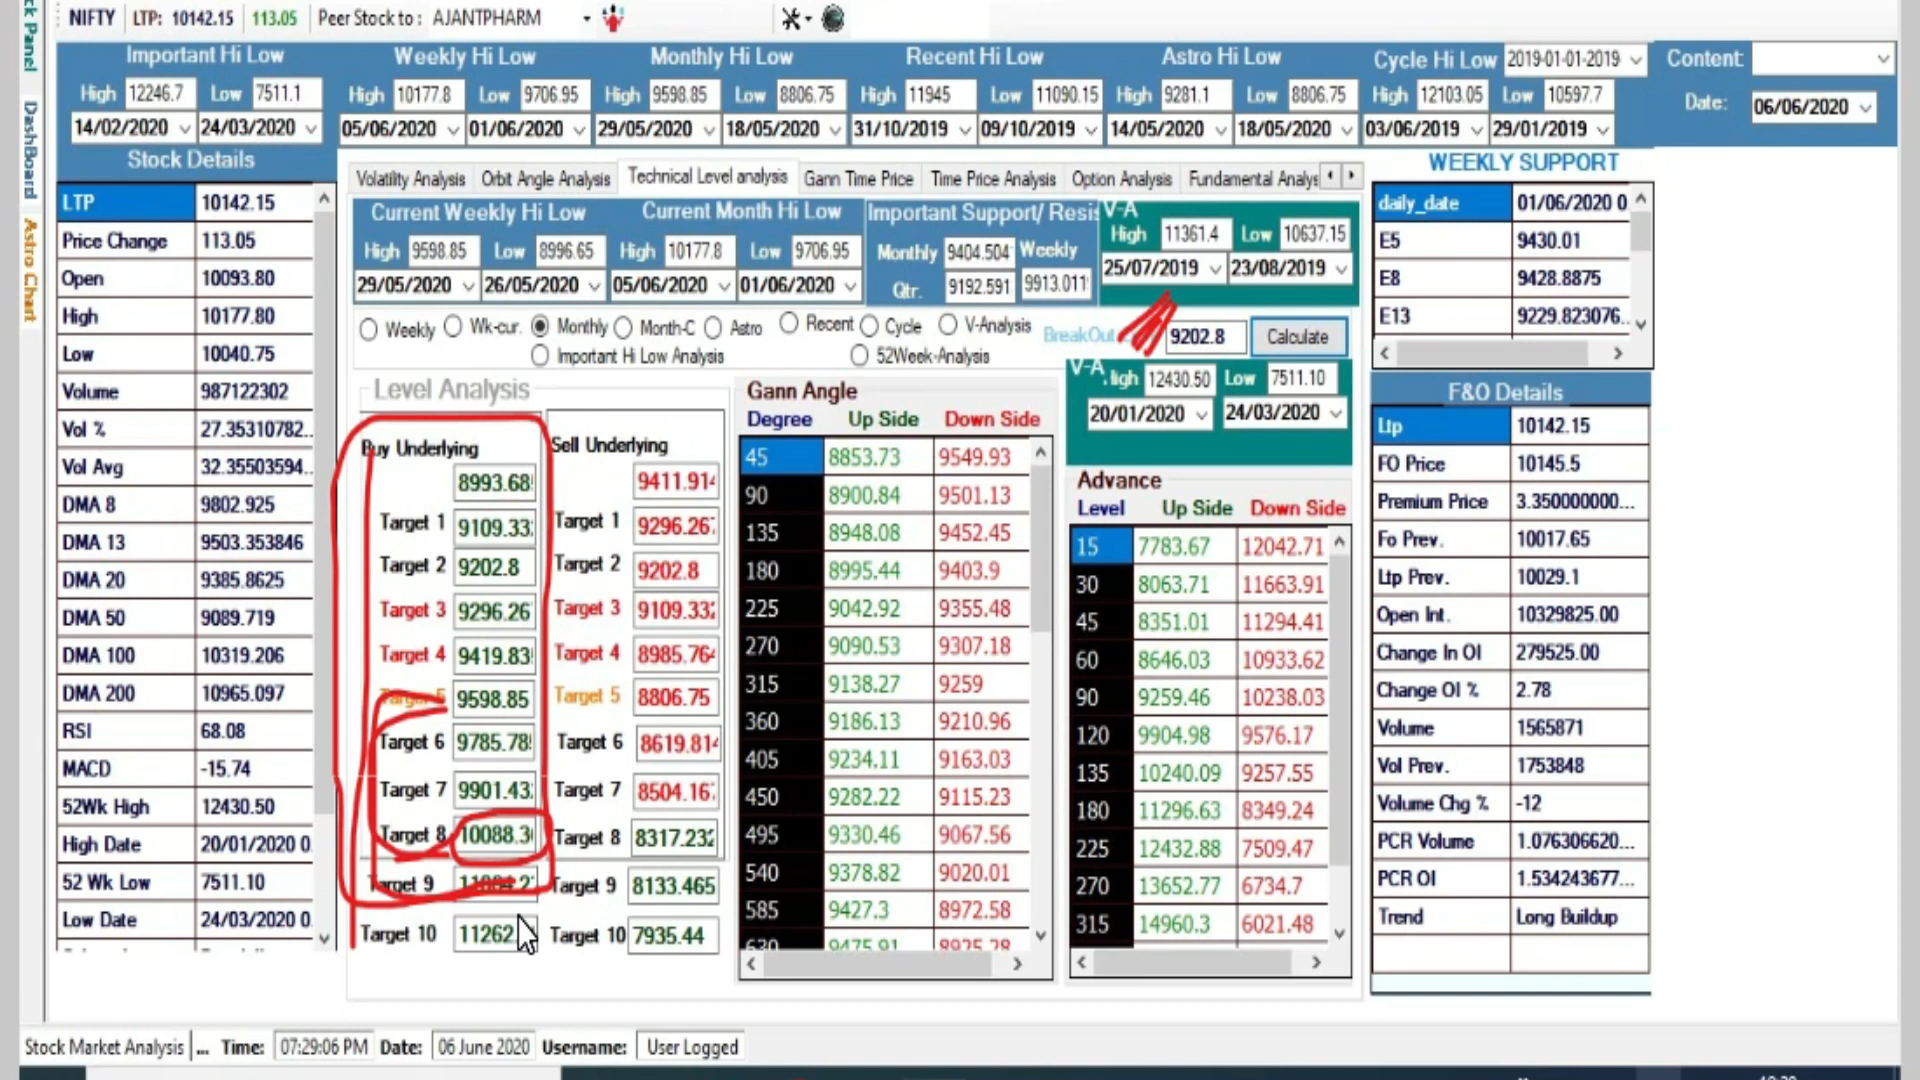 ck Panel
DashBoard
Astro Chart
NIFTY LTP: 10142.15 113.05 Peer Stock to : AJANTPHARM
Important Hi Low
High 12246.7 Low 7511.1
14/02/2020 24/03/2020
Weekly Hi Low
High 10177.8 Low 9706.95
05/06/2020 01/06/2020
Monthly Hi Low
High 9598.85 Low 8806.75
29/05/2020 18/05/2020
Recent Hi Low
High 11945 Low 11090.15
31/10/2019 09/10/2019
Astro Hi Low
High 9281.1 Low 8806.75
14/05/2020 18/05/2020
Cycle Hi Low 2019-01-01-2019
High 12103.05 Low 10597.7
03/06/2019 29/01/2019
Content:
Date: 06/06/2020
Stock Details
LTP 10142.15
Price Change 113.05
Open 10093.80
High 10177.80
Low 10040.75
Volume 987122302
Vol % 27.35310782..
Vol Avg 32.35503594..
DMA 8 9802.925
DMA 13 9503.353846
DMA 20 9385.8625
DMA 50 9089.719
DMA 100 10319.206
DMA 200 10965.097
RSI 68.08
MACD -15.74
52Wk High 12430.50
High Date 20/01/2020 0.
52 Wk Low 7511.10
Low Date 24/03/2020 0.
Volatility Analysis Orbit Angle Analysis Technical Level analysis Gann Time Price Time Price Analysis Option Analysis Fundamental Analys
Current Weekly Hi Low
High 9598.85 Low 8996.65
29/05/2020 26/05/2020
Current Month Hi Low
High 10177.8 Low 9706.95
05/06/2020 01/06/2020
Important Support/ Resis
Monthly 9404.504 Weekly
Qtr. 9192.591 9913.011
V-A
High 11361.4 Low 10637.15
25/07/2019 23/08/2019
Weekly Wk-cur. Monthly Month-C Astro Recent Cycle V-Analysis
Important Hi Low Analysis 52Week-Analysis
BreakOut 9202.8 Calculate
V-A
High 12430.50 Low 7511.10
20/01/2020 24/03/2020
Level Analysis
Buy Underlying Sell Underlying
8993.68 9411.914
Target 1 9109.33 Target 1 9296.267
Target 2 9202.8 Target 2 9202.8
Target 3 9296.26 Target 3 9109.332
Target 4 9419.83 Target 4 8985.764
Target 5 9598.85 Target 5 8806.75
Target 6 9785.78 Target 6 8619.814
Target 7 9901.43 Target 7 8504.167
Target 8 10088.3 Target 8 8317.232
Target 9 Target 9 8133.465
Target 10 11262 Target 10 7935.44
Gann Angle
Degree Up Side Down Side
45 8853.73 9549.93
90 8900.84 9501.13
135 8948.08 9452.45
180 8995.44 9403.9
225 9042.92 9355.48
270 9090.53 9307.18
315 9138.27 9259
360 9186.13 9210.96
405 9234.11 9163.03
450 9282.22 9115.23
495 9330.46 9067.56
540 9378.82 9020.01
585 9427.3 8972.58
630 9475.91 8925.28
Advance
Level Up Side Down Side
15 7783.67 12042.71
30 8063.71 11663.91
45 8351.01 11294.41
60 8646.03 10933.62
90 9259.46 10238.03
120 9904.98 9576.17
135 10240.09 9257.55
180 11296.63 8349.24
225 12432.88 7509.47
270 13652.77 6734.7
315 14960.3 6021.48
WEEKLY SUPPORT
daily_date 01/06/2020 0
E5 9430.01
E8 9428.8875
E13 9229.823076..
F&O Details
Ltp 10142.15
FO Price 10145.5
Premium Price 3.350000000...
Fo Prev. 10017.65
Ltp Prev. 10029.1
Open Int. 10329825.00
Change In OI 279525.00
Change OI % 2.78
Volume 1565871
Vol Prev. 1753848
Volume Chg % -12
PCR Volume 1.076306620...
PCR OI 1.534243677...
Trend Long Buildup
Stock Market Analysis ... Time: 07:29:06 PM Date: 06 June 2020 Username: User Logged